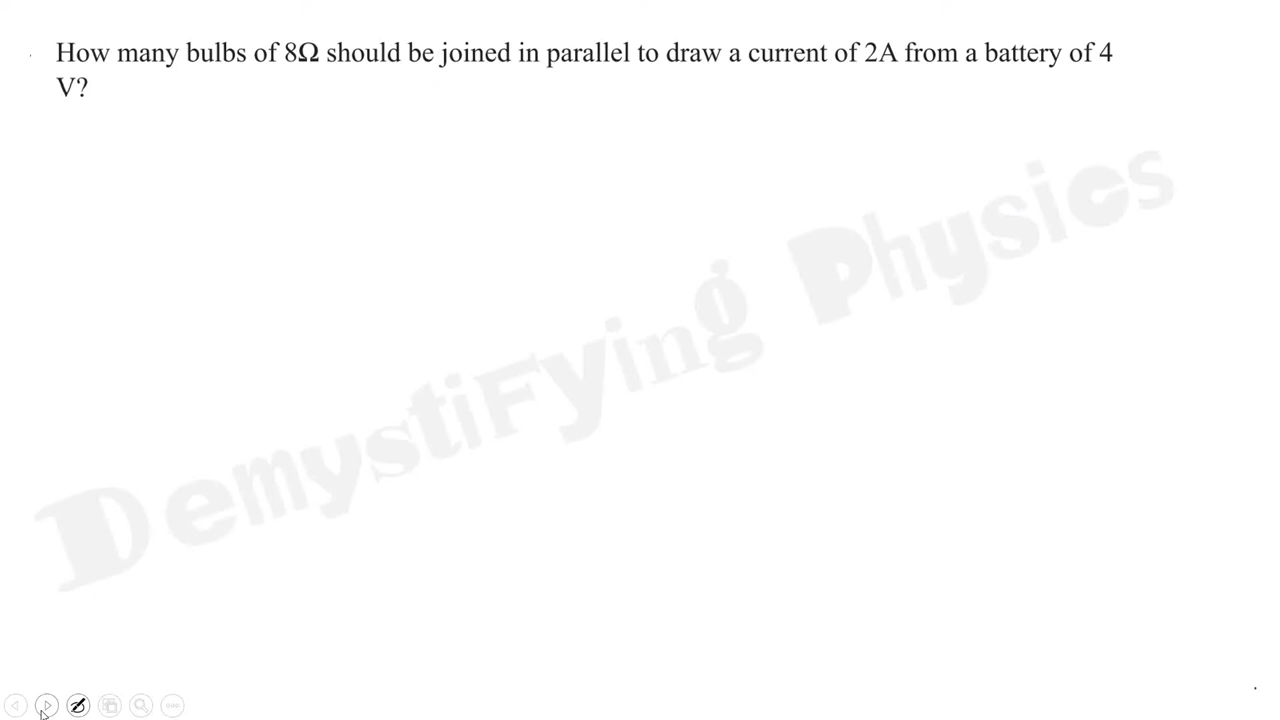 How many bulbs of 8Ω should be joined in parallel to draw a current of 2A from a battery of 4
V?
Demystifying Physics